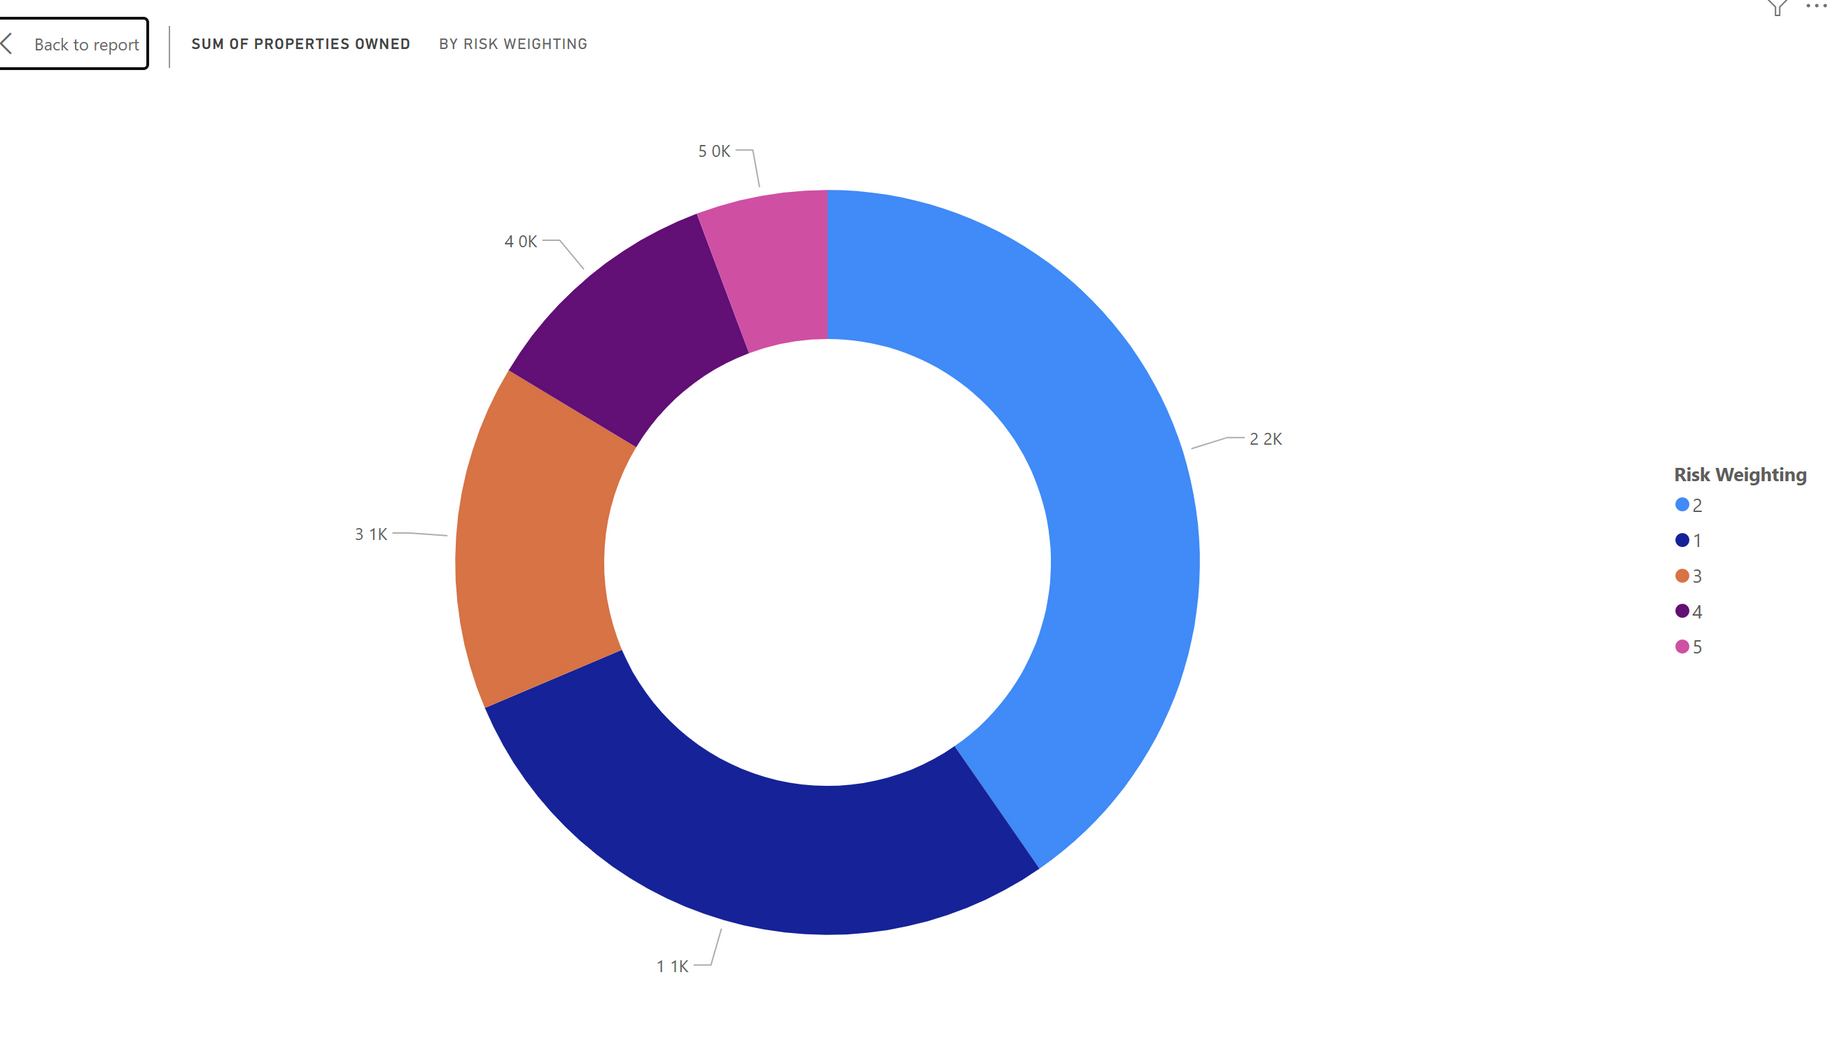 Back to report
SUM OF PROPERTIES OWNED BY RISK WEIGHTING
5 0K
4 0K
2 2K
3 1K
1 1K
Risk Weighting
2
1
3
4
5